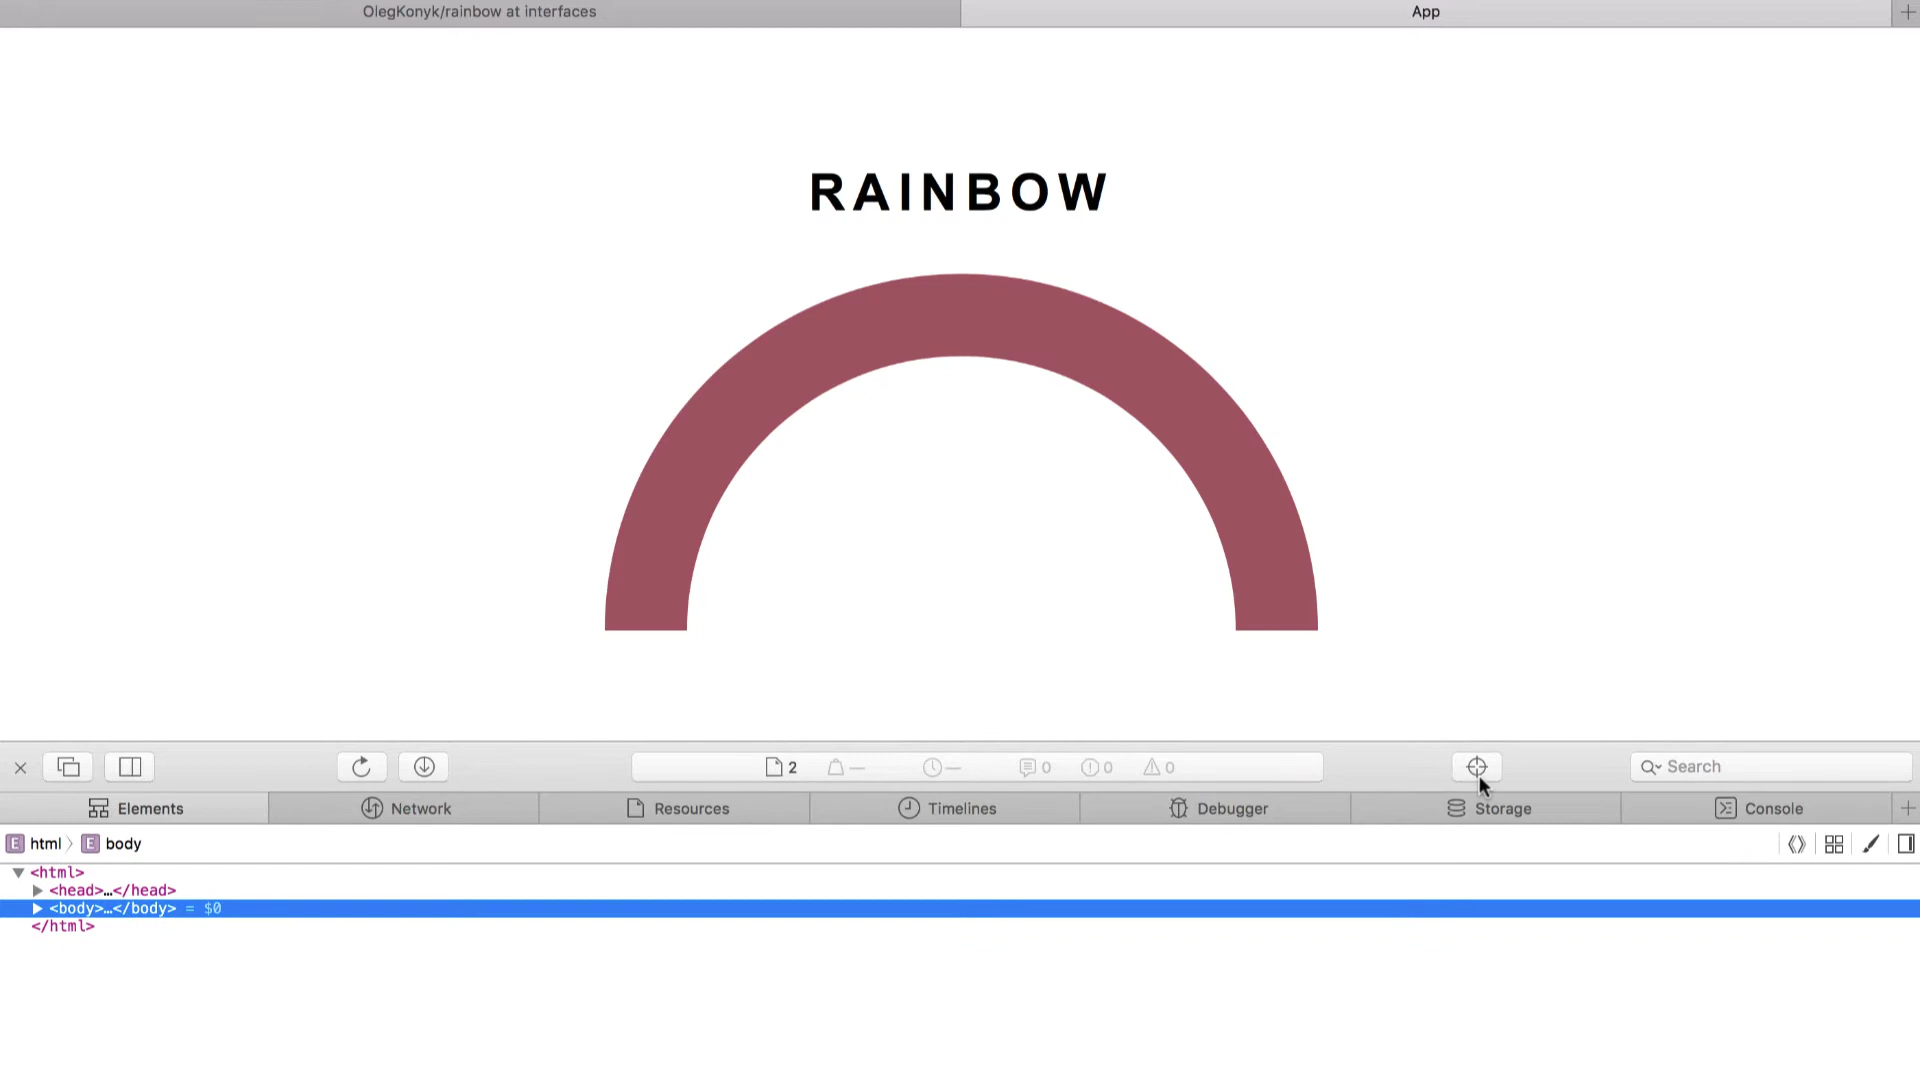 OlegKonyk/rainbow at interfaces
App
RAINBOW
2 — — 0 0 0
Search
Elements
Network
Resources
Timelines
Debugger
Storage
Console
E html E body
<html>
<head>…</head>
<body>…</body> = $0
</html>